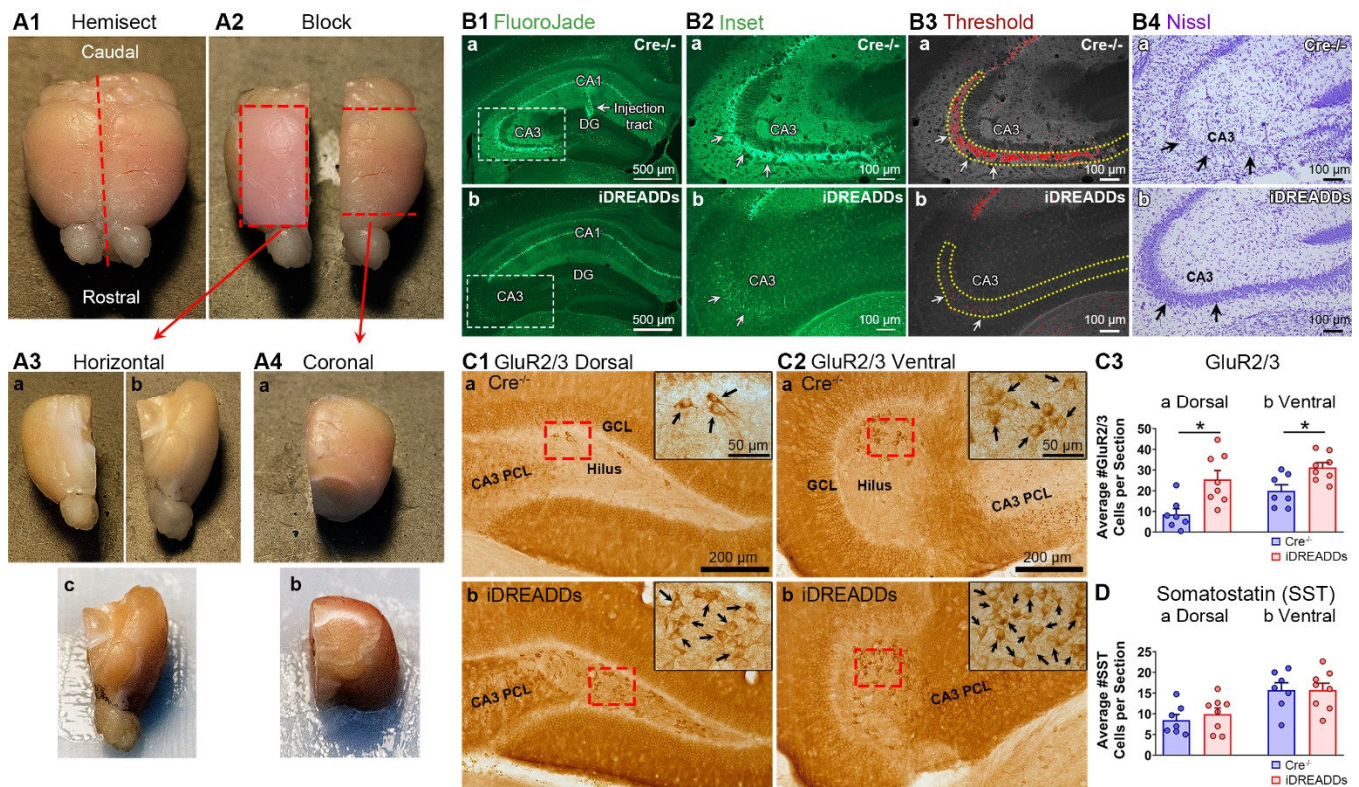 A1 Hemisect
Caudal
Rostral
A2 Block
A3 Horizontal
a
b
c
A4 Coronal
a
b
B1 FluoroJade
a
Cre-/-
CA1
Injection
tract
DG
CA3
500 µm
b
iDREADDs
CA1
DG
CA3
500 µm
B2 Inset
a
Cre-/-
CA3
100 µm
b
iDREADDs
CA3
100 µm
B3 Threshold
a
Cre-/-
CA3
100 µm
b
iDREADDs
CA3
100 µm
B4 Nissl
a
Cre-/-
CA3
100 µm
b
iDREADDs
CA3
100 µm
C1 GluR2/3 Dorsal
a Cre-/-
50 µm
GCL
Hilus
CA3 PCL
200 µm
b iDREADDs
CA3 PCL
C2 GluR2/3 Ventral
a Cre-/-
50 µm
GCL
Hilus
CA3 PCL
200 µm
b iDREADDs
CA3 PCL
C3 GluR2/3
a Dorsal
b Ventral
*
*
Average #GluR2/3
Cells per Section
50
40
30
20
10
0
Cre-/-
iDREADDs
D Somatostatin (SST)
a Dorsal
b Ventral
Average #SST
Cells per Section
25
20
15
10
5
0
Cre-/-
iDREADDs